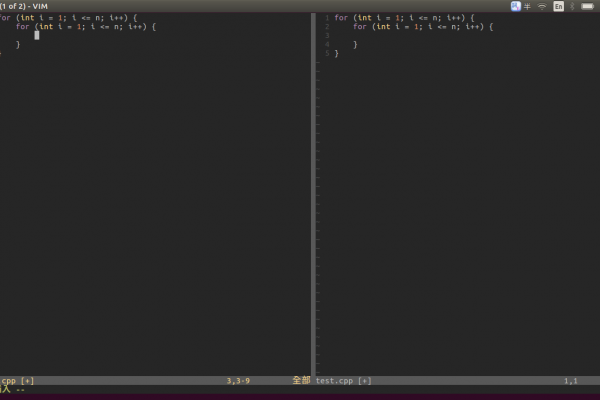 (1 of 2) - VIM
En
for (int i = 1; i <= n; i++) {
for (int i = 1; i <= n; i++) {
}
1 for (int i = 1; i <= n; i++) {
2 for (int i = 1; i <= n; i++) {
3
4 }
5 }
.cpp [+] 3,3-9 全部
test.cpp [+] 1,1
入 --